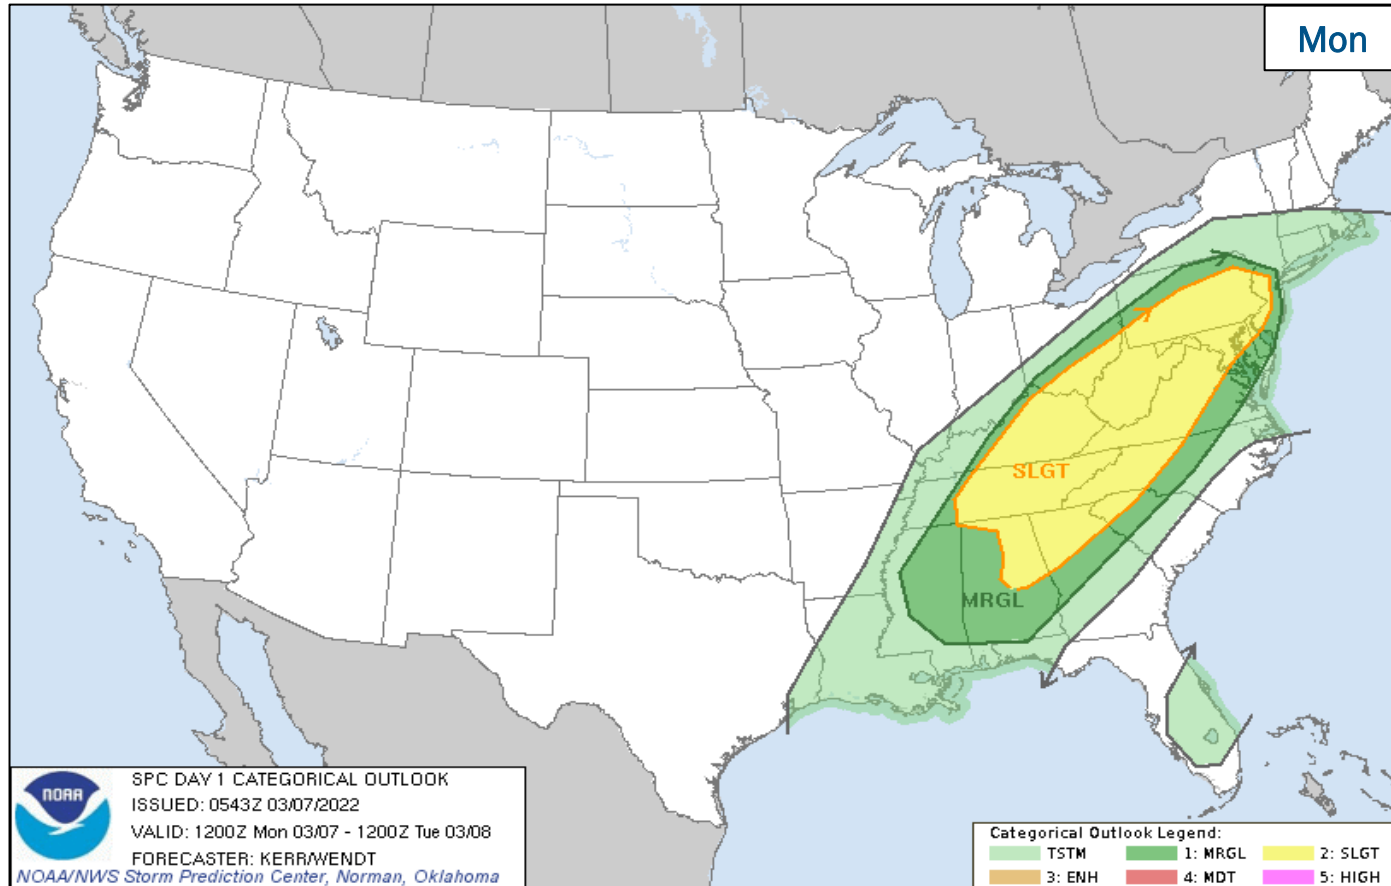 Mon
SLGT
MRGL
NOAA
SPC DAY 1 CATEGORICAL OUTLOOK
ISSUED: 0543Z 03/07/2022
VALID: 1200Z Mon 03/07 - 1200Z Tue 03/08
FORECASTER: KERR/WENDT
NOAA/NWS Storm Prediction Center, Norman, Oklahoma
Categorical Outlook Legend:
TSTM 1: MRGL 2: SLGT
3: ENH 4: MDT 5: HIGH